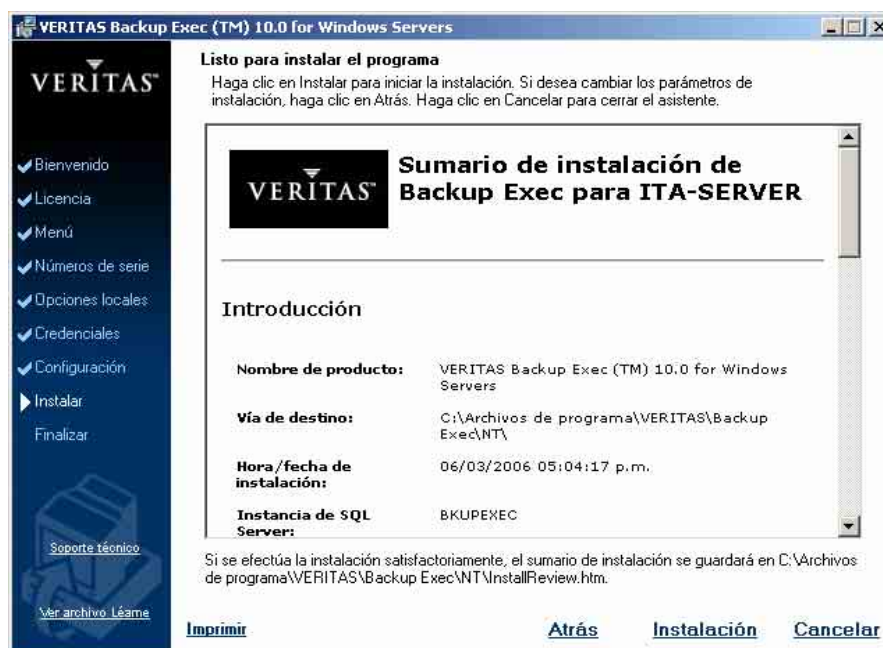 VERITAS Backup Exec (TM) 10.0 for Windows Servers
VERITAS™
Bienvenido
Licencia
Menú
Números de serie
Opciones locales
Credenciales
Configuración
Instalar
Finalizar
Soporte técnico
Ver archivo Léame
Listo para instalar el programa
Haga clic en Instalar para iniciar la instalación. Si desea cambiar los parámetros de
instalación, haga clic en Atrás. Haga clic en Cancelar para cerrar el asistente.
VERITAS™
Sumario de instalación de
Backup Exec para ITA-SERVER
Introducción
Nombre de producto: VERITAS Backup Exec (TM) 10.0 for Windows
Servers
Vía de destino: C:\Archivos de programa\VERITAS\Backup
Exec\NT\
Hora/fecha de 06/03/2006 05:04:17 p.m.
instalación:
Instancia de SQL BKUPEXEC
Server:
Si se efectúa la instalación satisfactoriamente, el sumario de instalación se guardará en C:\Archivos
de programa\VERITAS\Backup Exec\NT\InstallReview.htm.
Imprimir Atrás Instalación Cancelar